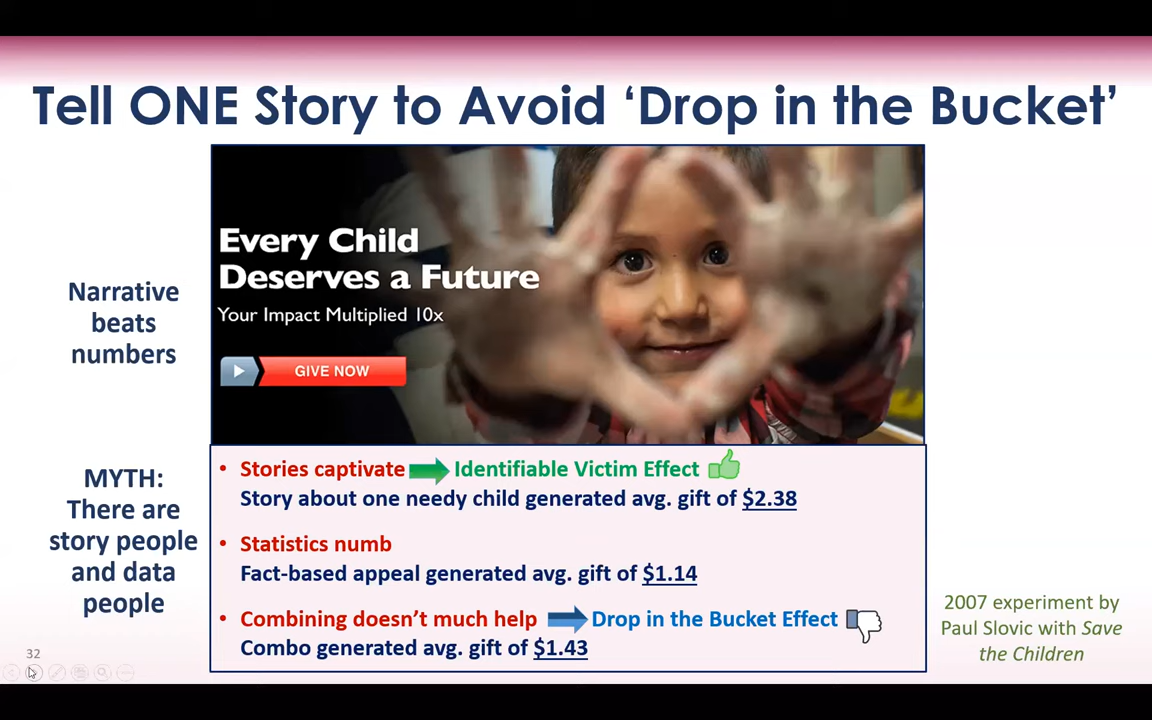 Tell ONE Story to Avoid ‘Drop in the Bucket’
Every Child
Deserves a Future
Your Impact Multiplied 10x
GIVE NOW
Narrative
beats
numbers
MYTH:
There are
story people
and data
people
• Stories captivate Identifiable Victim Effect
Story about one needy child generated avg. gift of $2.38
• Statistics numb
Fact-based appeal generated avg. gift of $1.14
• Combining doesn’t much help Drop in the Bucket Effect
Combo generated avg. gift of $1.43
2007 experiment by
Paul Slovic with Save
the Children
32